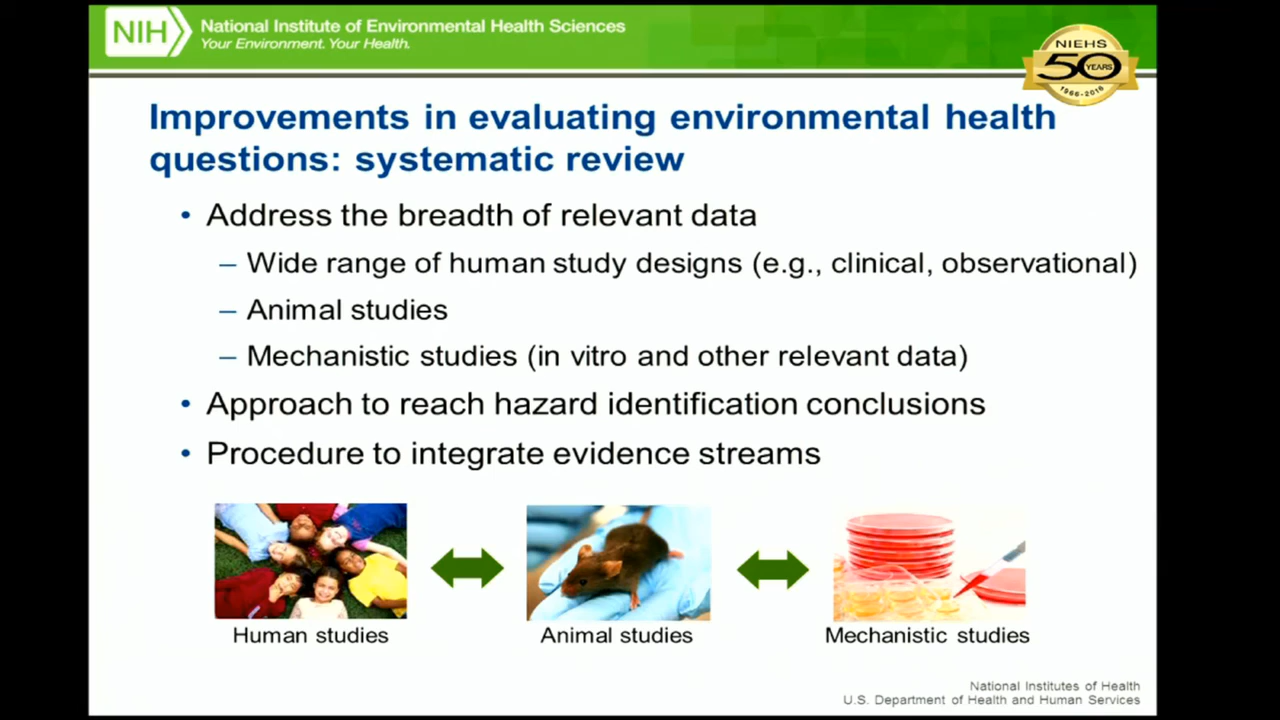 NIH
National Institute of Environmental Health Sciences
Your Environment. Your Health.
NIEHS
50 YEARS
1966-2016
Improvements in evaluating environmental health
questions: systematic review
• Address the breadth of relevant data
– Wide range of human study designs (e.g., clinical, observational)
– Animal studies
– Mechanistic studies (in vitro and other relevant data)
• Approach to reach hazard identification conclusions
• Procedure to integrate evidence streams
Human studies
Animal studies
Mechanistic studies
National Institutes of Health
U.S. Department of Health and Human Services